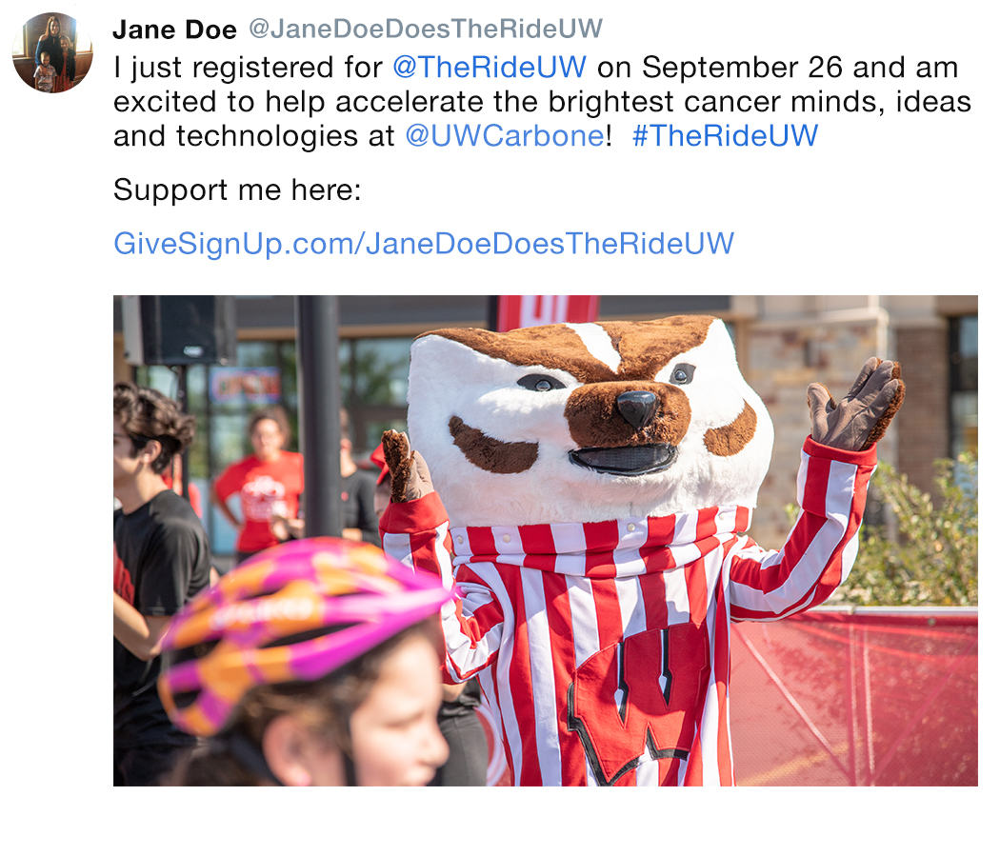 Jane Doe @JaneDoeDoesTheRideUW
I just registered for @TheRideUW on September 26 and am
excited to help accelerate the brightest cancer minds, ideas
and technologies at @UWCarbone! #TheRideUW
Support me here:
GiveSignUp.com/JaneDoeDoesTheRideUW
W